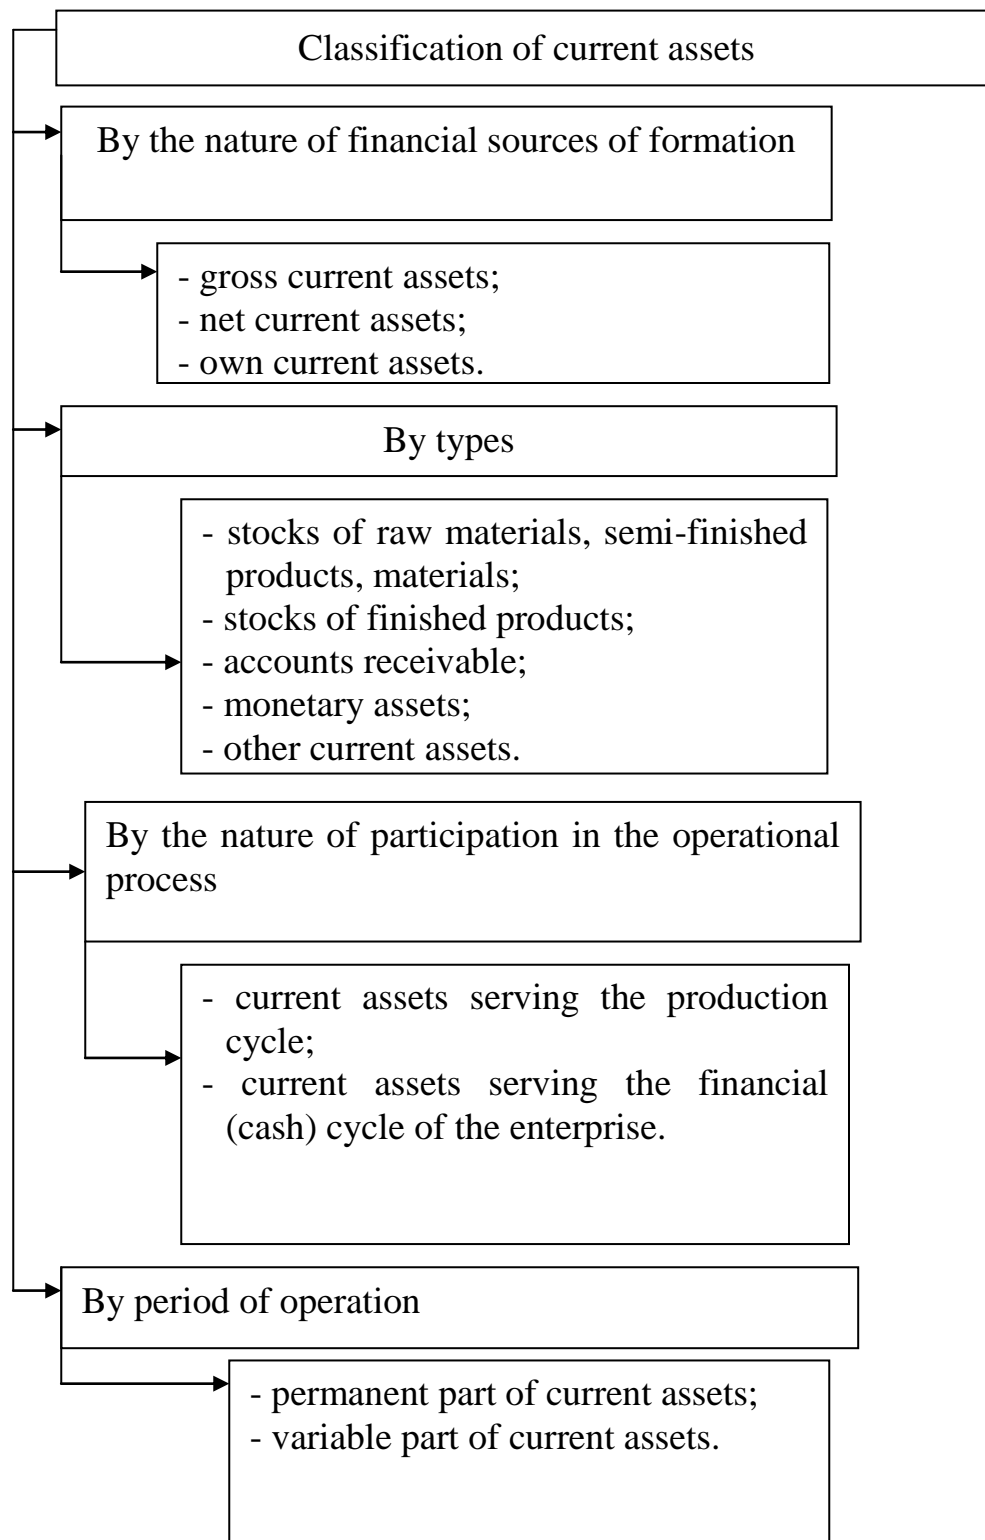 Classification of current assets
By the nature of financial sources of formation
- gross current assets;
- net current assets;
- own current assets.
By types
- stocks of raw materials, semi-finished
products, materials;
- stocks of finished products;
- accounts receivable;
- monetary assets;
- other current assets.
By the nature of participation in the operational
process
- current assets serving the production
cycle;
- current assets serving the financial
(cash) cycle of the enterprise.
By period of operation
- permanent part of current assets;
- variable part of current assets.